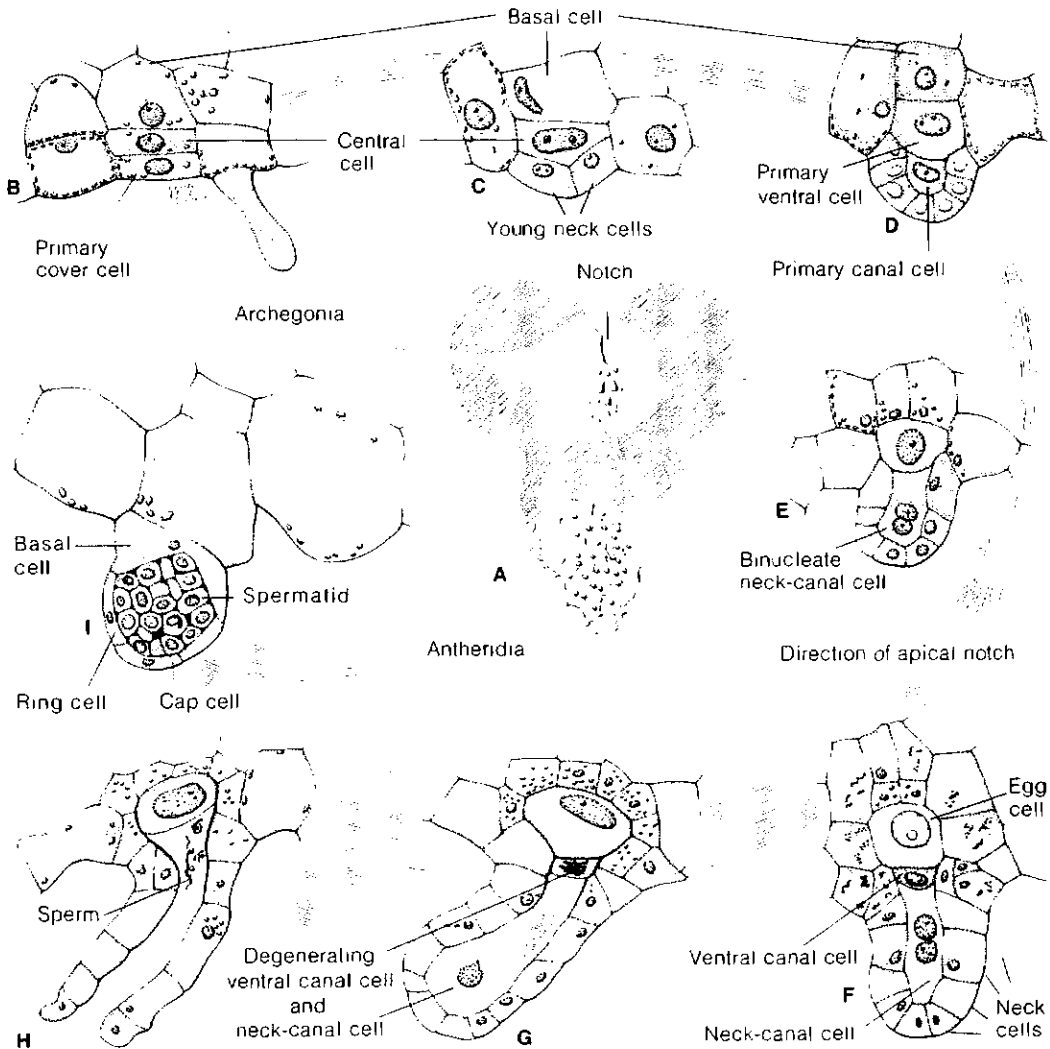 Basal cell
Central
cell
B
C
D
Primary
cover cell
Young neck cells
Primary
ventral cell
Primary canal cell
Archegonia
Notch
Basal
cell
Spermatid
I
A
E
Binucleate
neck-canal cell
Antheridia
Direction of apical notch
Ring cell
Cap cell
Sperm
Degenerating
ventral canal cell
and
neck-canal cell
Egg
cell
Ventral canal cell
Neck-canal cell
Neck
cells
H
G
F